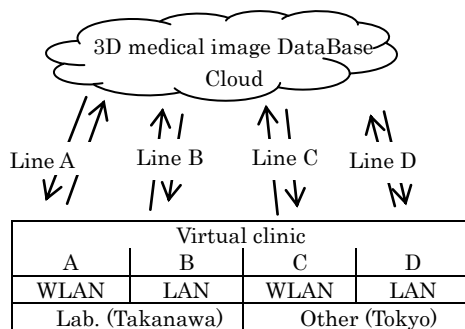 3D medical image DataBase
Cloud
Line A Line B Line C Line D
Virtual clinic
A B C D
WLAN LAN WLAN LAN
Lab. (Takanawa) Other (Tokyo)